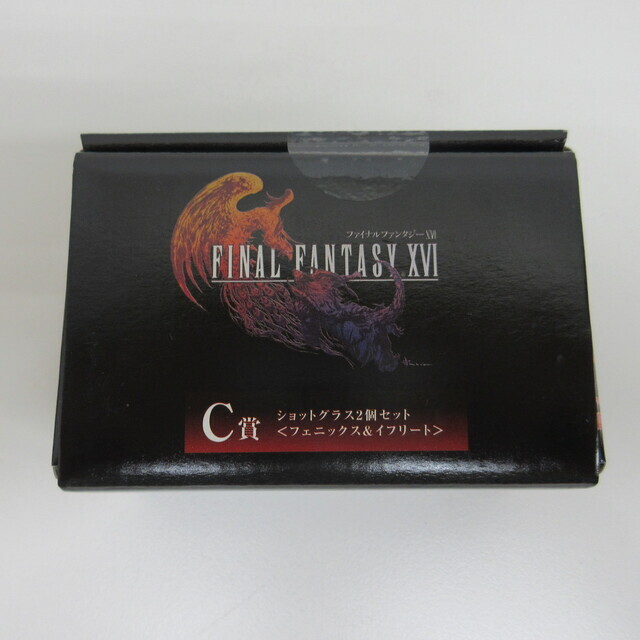 ファイナルファンタジーXVI
FINAL FANTASY XVI
C賞
ショットグラス2個セット
<フェニックス&イフリート>